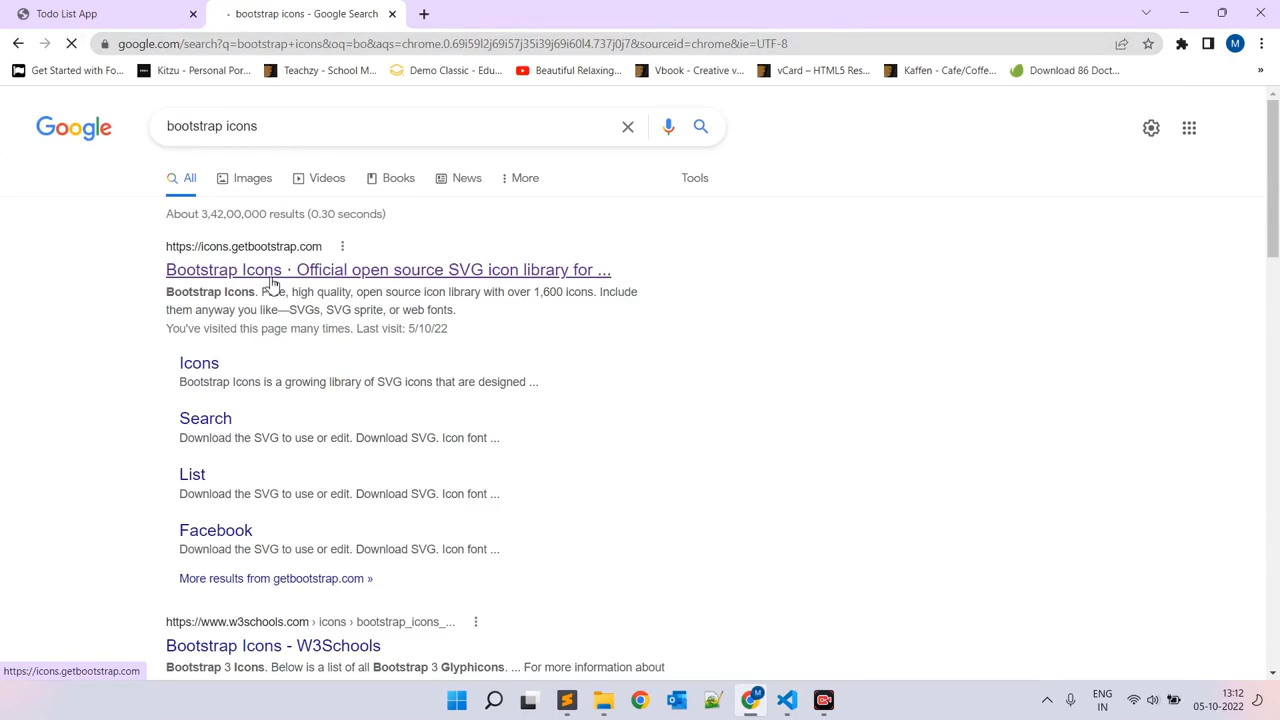 Todo List App
bootstrap icons - Google Search
google.com/search?q=bootstrap+icons&oq=bo&aqs=chrome.0.69i59l2j69i57j35i39j69i60l4.737j0j7&sourceid=chrome&ie=UTF-8
M
Get Started with Fo...
Kitzu - Personal Por...
Teachzy - School M...
Demo Classic - Edu...
Beautiful Relaxing...
Vbook - Creative v...
vCard – HTML5 Res...
Kaffen - Cafe/Coffe...
Download 86 Doct...
»
Google
bootstrap icons
All
Images
Videos
Books
News
More
Tools
About 3,42,00,000 results (0.30 seconds)
https://icons.getbootstrap.com
Bootstrap Icons · Official open source SVG icon library for ...
Bootstrap Icons. high quality, open source icon library with over 1,600 icons. Include
them anyway you like—SVGs, SVG sprite, or web fonts.
You've visited this page many times. Last visit: 5/10/22
Icons
Bootstrap Icons is a growing library of SVG icons that are designed ...
Search
Download the SVG to use or edit. Download SVG. Icon font ...
List
Download the SVG to use or edit. Download SVG. Icon font ...
Facebook
Download the SVG to use or edit. Download SVG. Icon font ...
More results from getbootstrap.com »
https://www.w3schools.com › icons › bootstrap_icons_...
Bootstrap Icons - W3Schools
Bootstrap 3 Icons. Below is a list of all Bootstrap 3 Glyphicons. ... For more information about
https://icons.getbootstrap.com
M
ENG
IN
13:12
05-10-2022